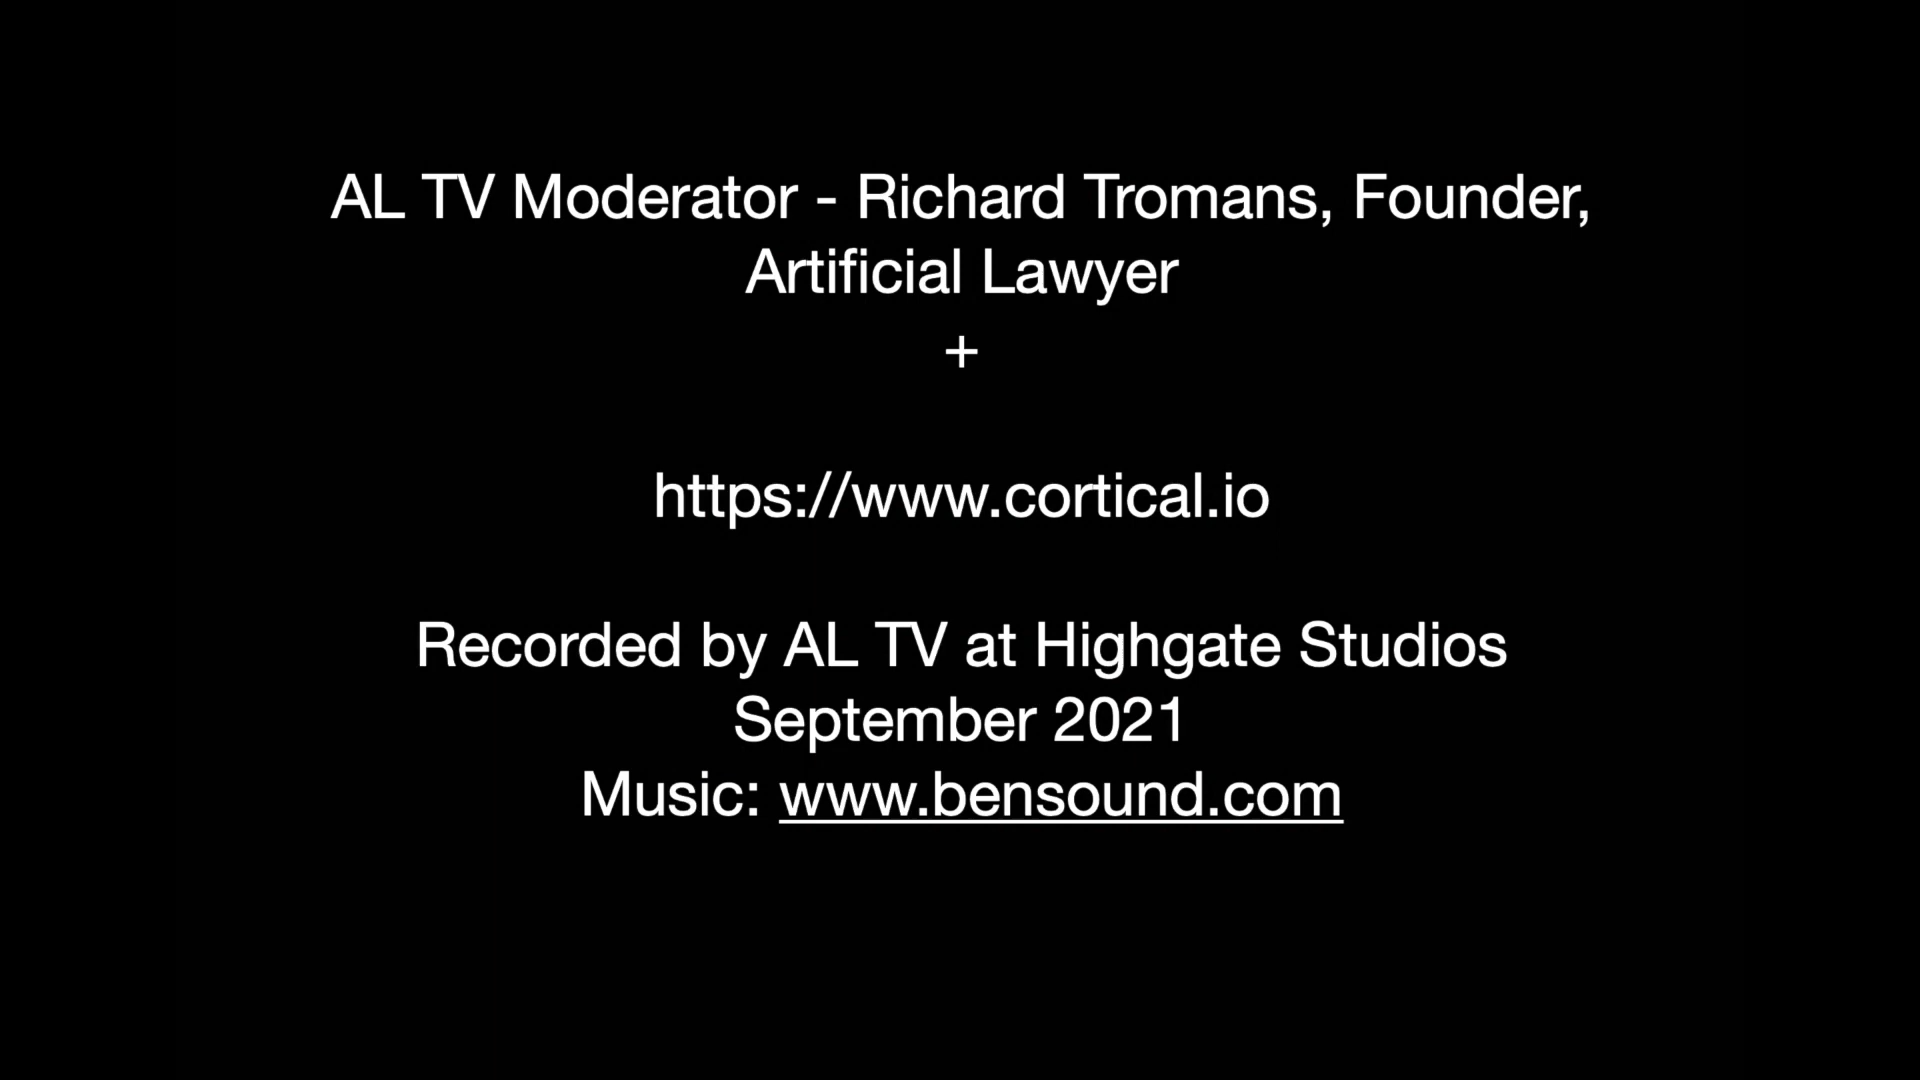 AL TV Moderator - Richard Tromans, Founder,
Artificial Lawyer
+
https://www.cortical.io
Recorded by AL TV at Highgate Studios
September 2021
Music: www.bensound.com